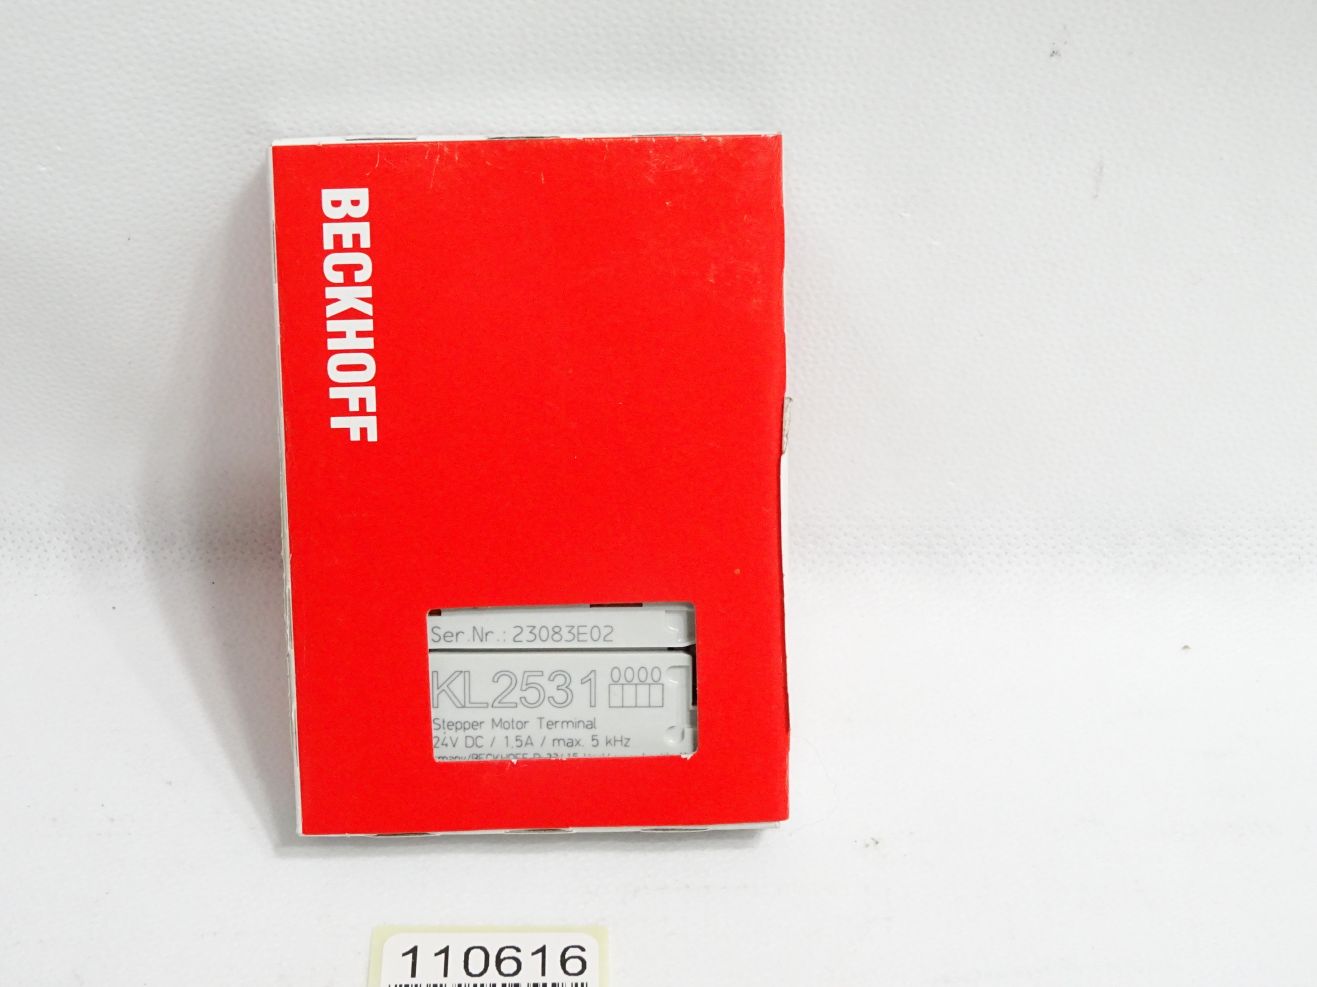 BECKHOFF
Ser.Nr.: 23083E02
KL2531 0000
Stepper Motor Terminal
24V DC / 1,5A / max. 5 kHz
110616